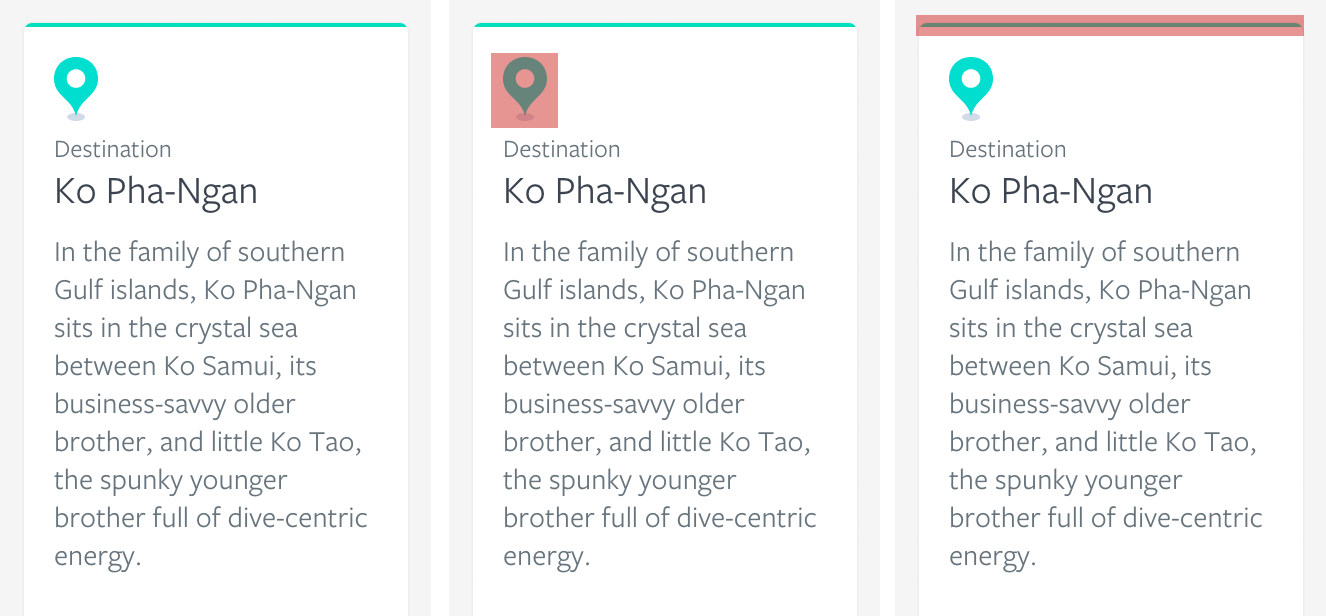 Destination
Ko Pha-Ngan
In the family of southern
Gulf islands, Ko Pha-Ngan
sits in the crystal sea
between Ko Samui, its
business-savvy older
brother, and little Ko Tao,
the spunky younger
brother full of dive-centric
energy.
Destination
Ko Pha-Ngan
In the family of southern
Gulf islands, Ko Pha-Ngan
sits in the crystal sea
between Ko Samui, its
business-savvy older
brother, and little Ko Tao,
the spunky younger
brother full of dive-centric
energy.
Destination
Ko Pha-Ngan
In the family of southern
Gulf islands, Ko Pha-Ngan
sits in the crystal sea
between Ko Samui, its
business-savvy older
brother, and little Ko Tao,
the spunky younger
brother full of dive-centric
energy.